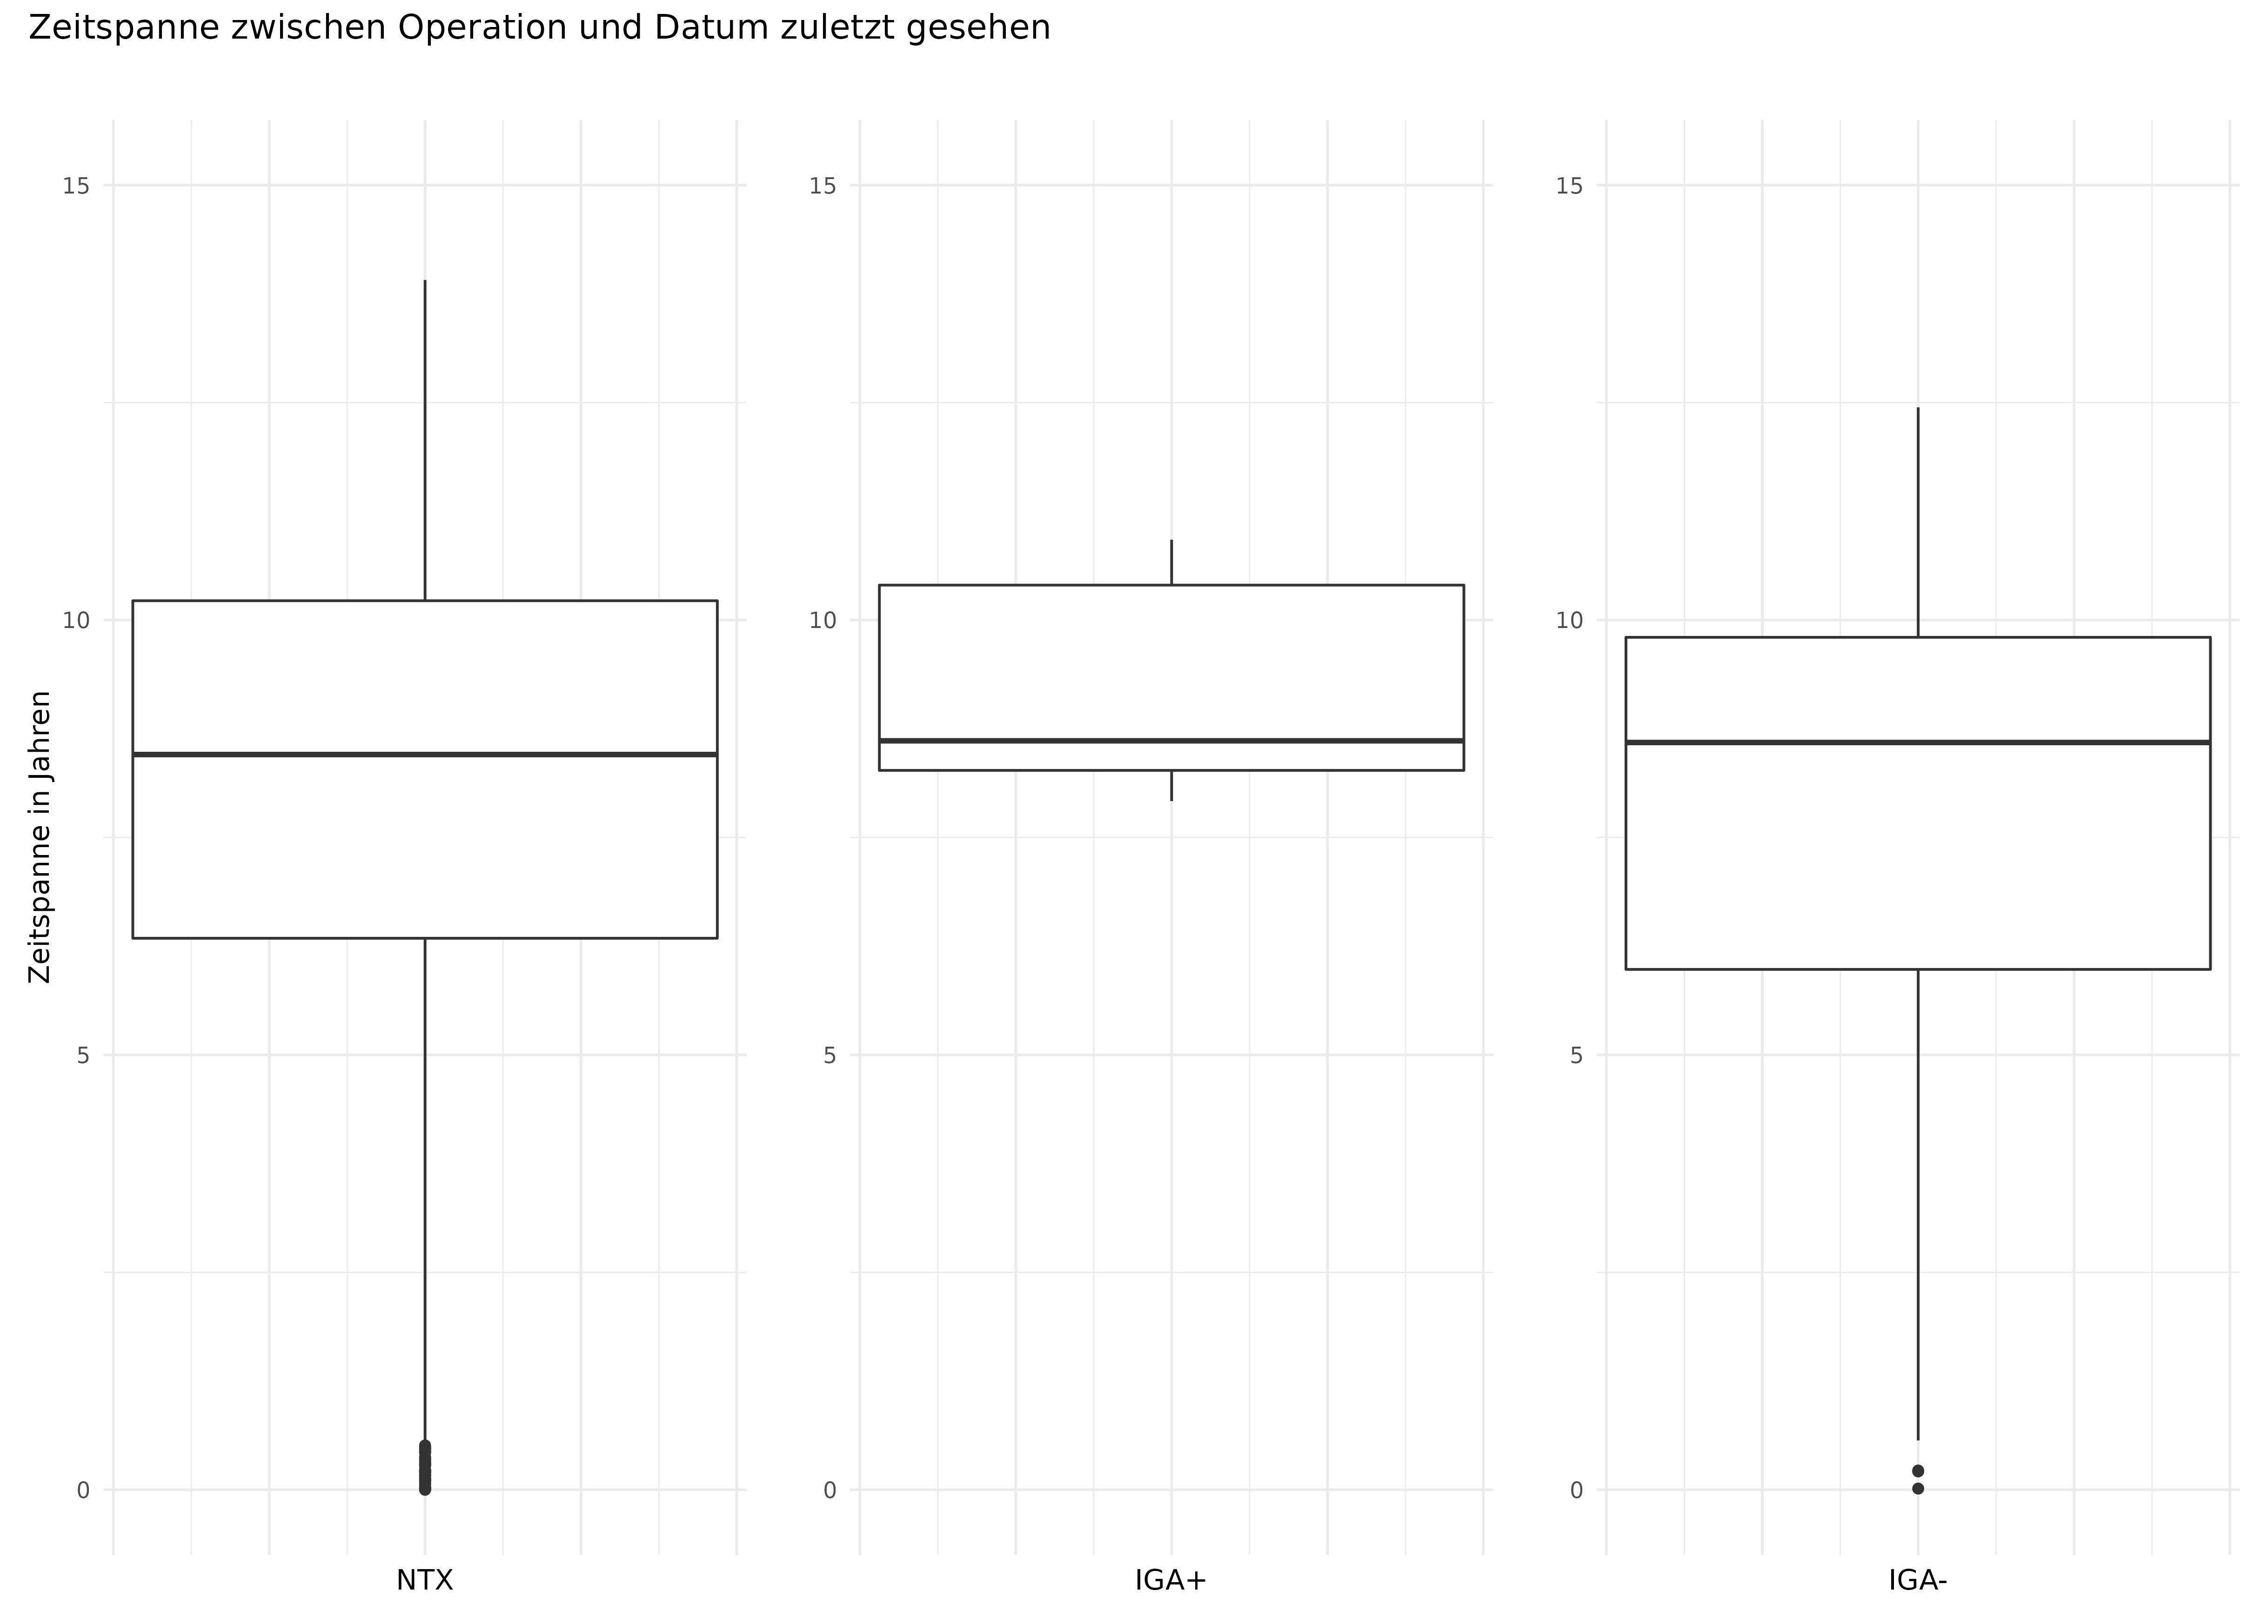 Zeitspanne zwischen Operation und Datum zuletzt gesehen
Zeitspanne in Jahren
15
10
5
0
NTX
15
10
5
0
IGA+
15
10
5
0
IGA-